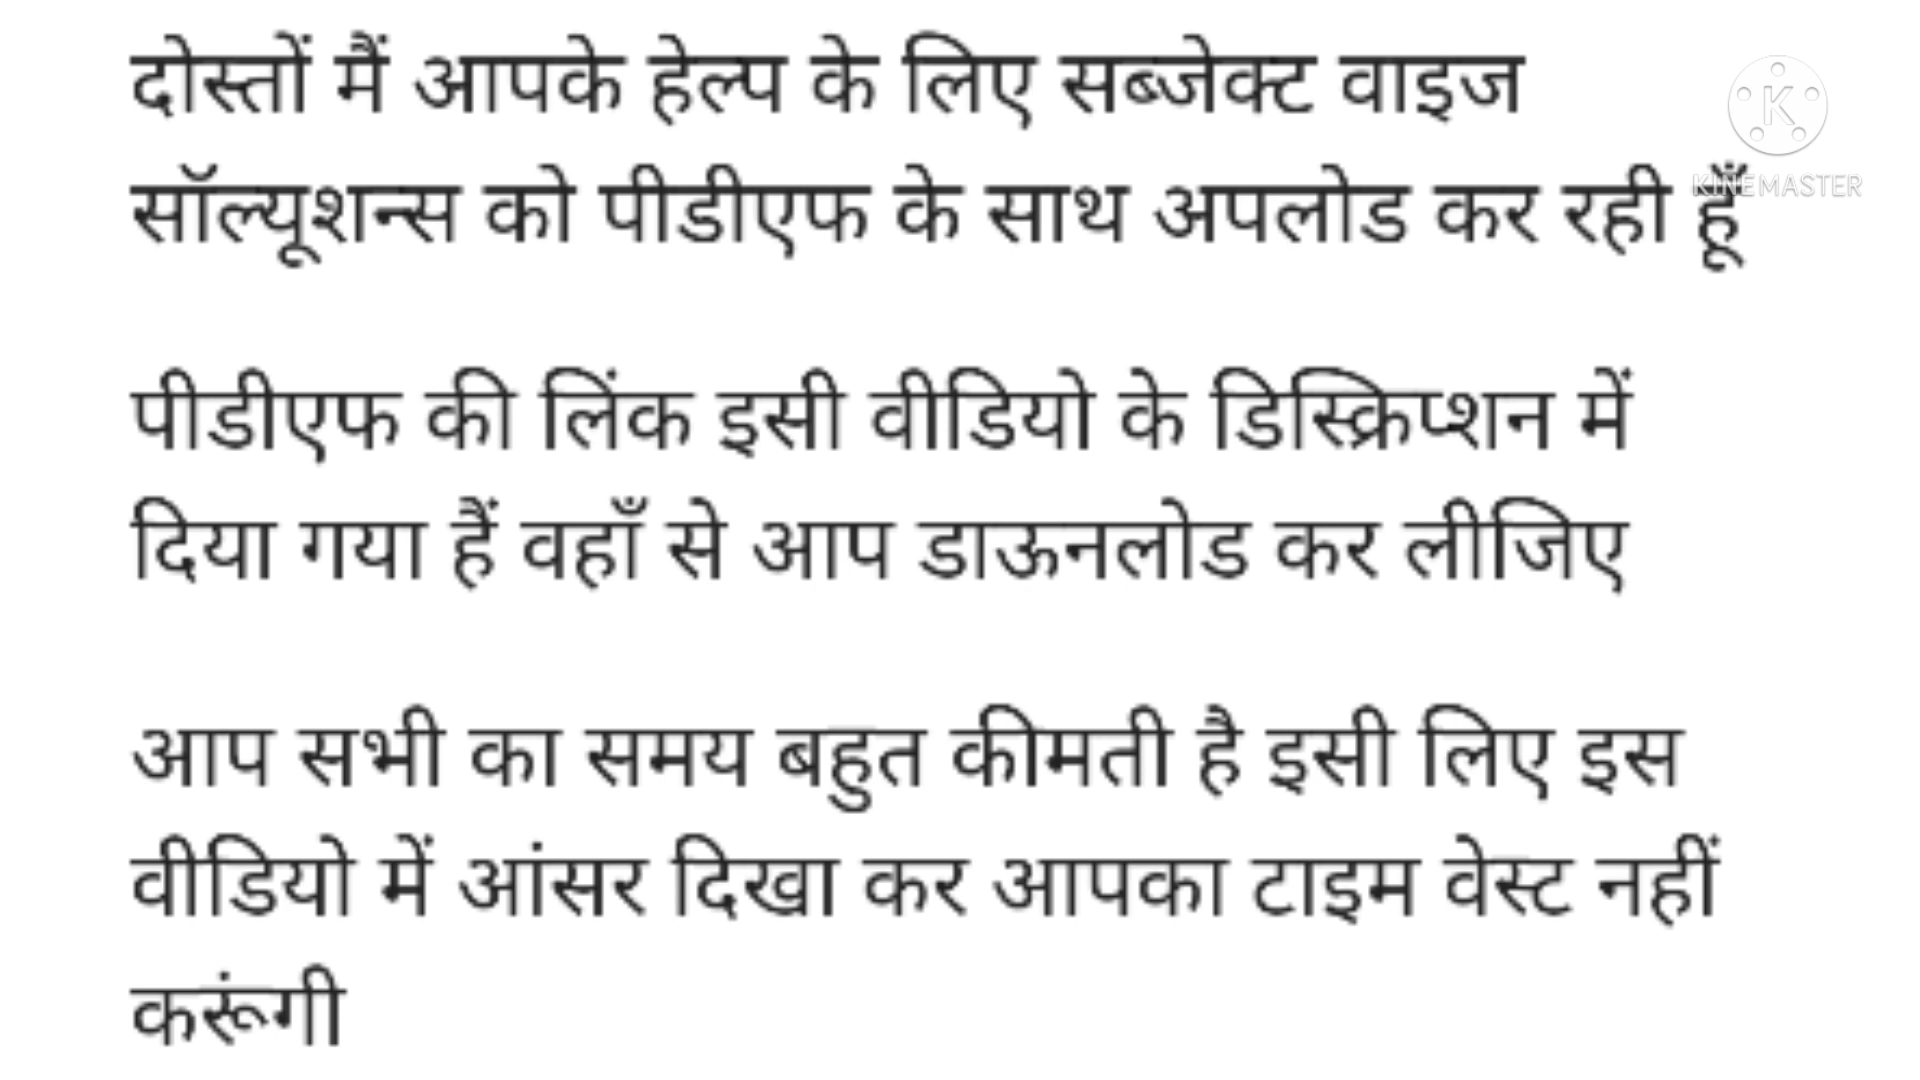 दोस्तों मैं आपके हेल्प के लिए सब्जेक्ट वाइज
सॉल्यूशन्स को पीडीएफ के साथ अपलोड कर रही हूँ
KINEMASTER
पीडीएफ की लिंक इसी वीडियो के डिस्क्रिप्शन में
दिया गया हैं वहाँ से आप डाऊनलोड कर लीजिए
आप सभी का समय बहुत कीमती है इसी लिए इस
वीडियो में आंसर दिखा कर आपका टाइम वेस्ट नहीं
करूंगी